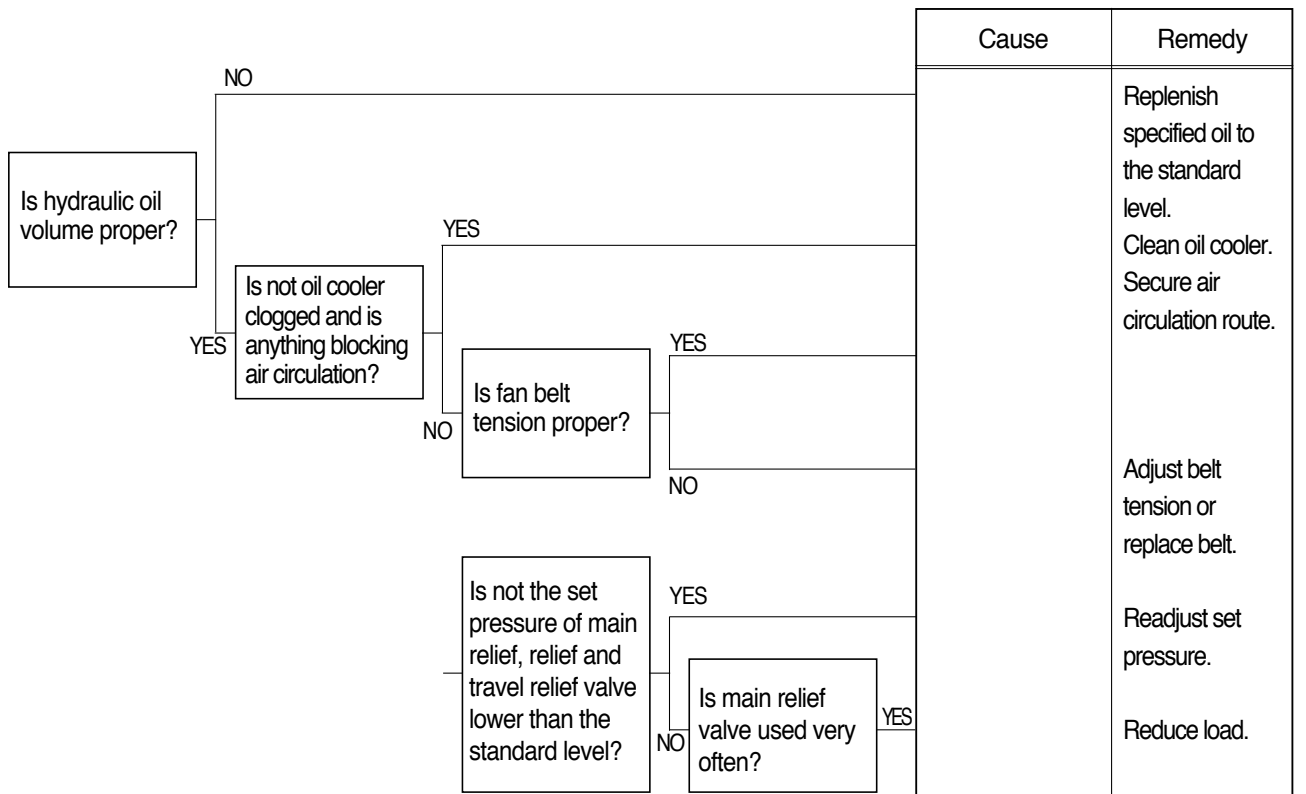 Cause
Remedy
NO
Replenish
specified oil to
the standard
level.
Is hydraulic oil
volume proper?
YES
Clean oil cooler.
Secure air
circulation route.
YES
Is not oil cooler
clogged and is
anything blocking
air circulation?
YES
NO
Is fan belt
tension proper?
NO
Adjust belt
tension or
replace belt.
Is not the set
pressure of main
relief, relief and
travel relief valve
lower than the
standard level?
YES
Readjust set
pressure.
NO
Is main relief
valve used very
often?
YES
Reduce load.